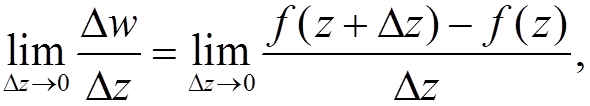 lim_{Δz→0} Δw/Δz = lim_{Δz→0} (f(z + Δz) − f(z))/Δz,